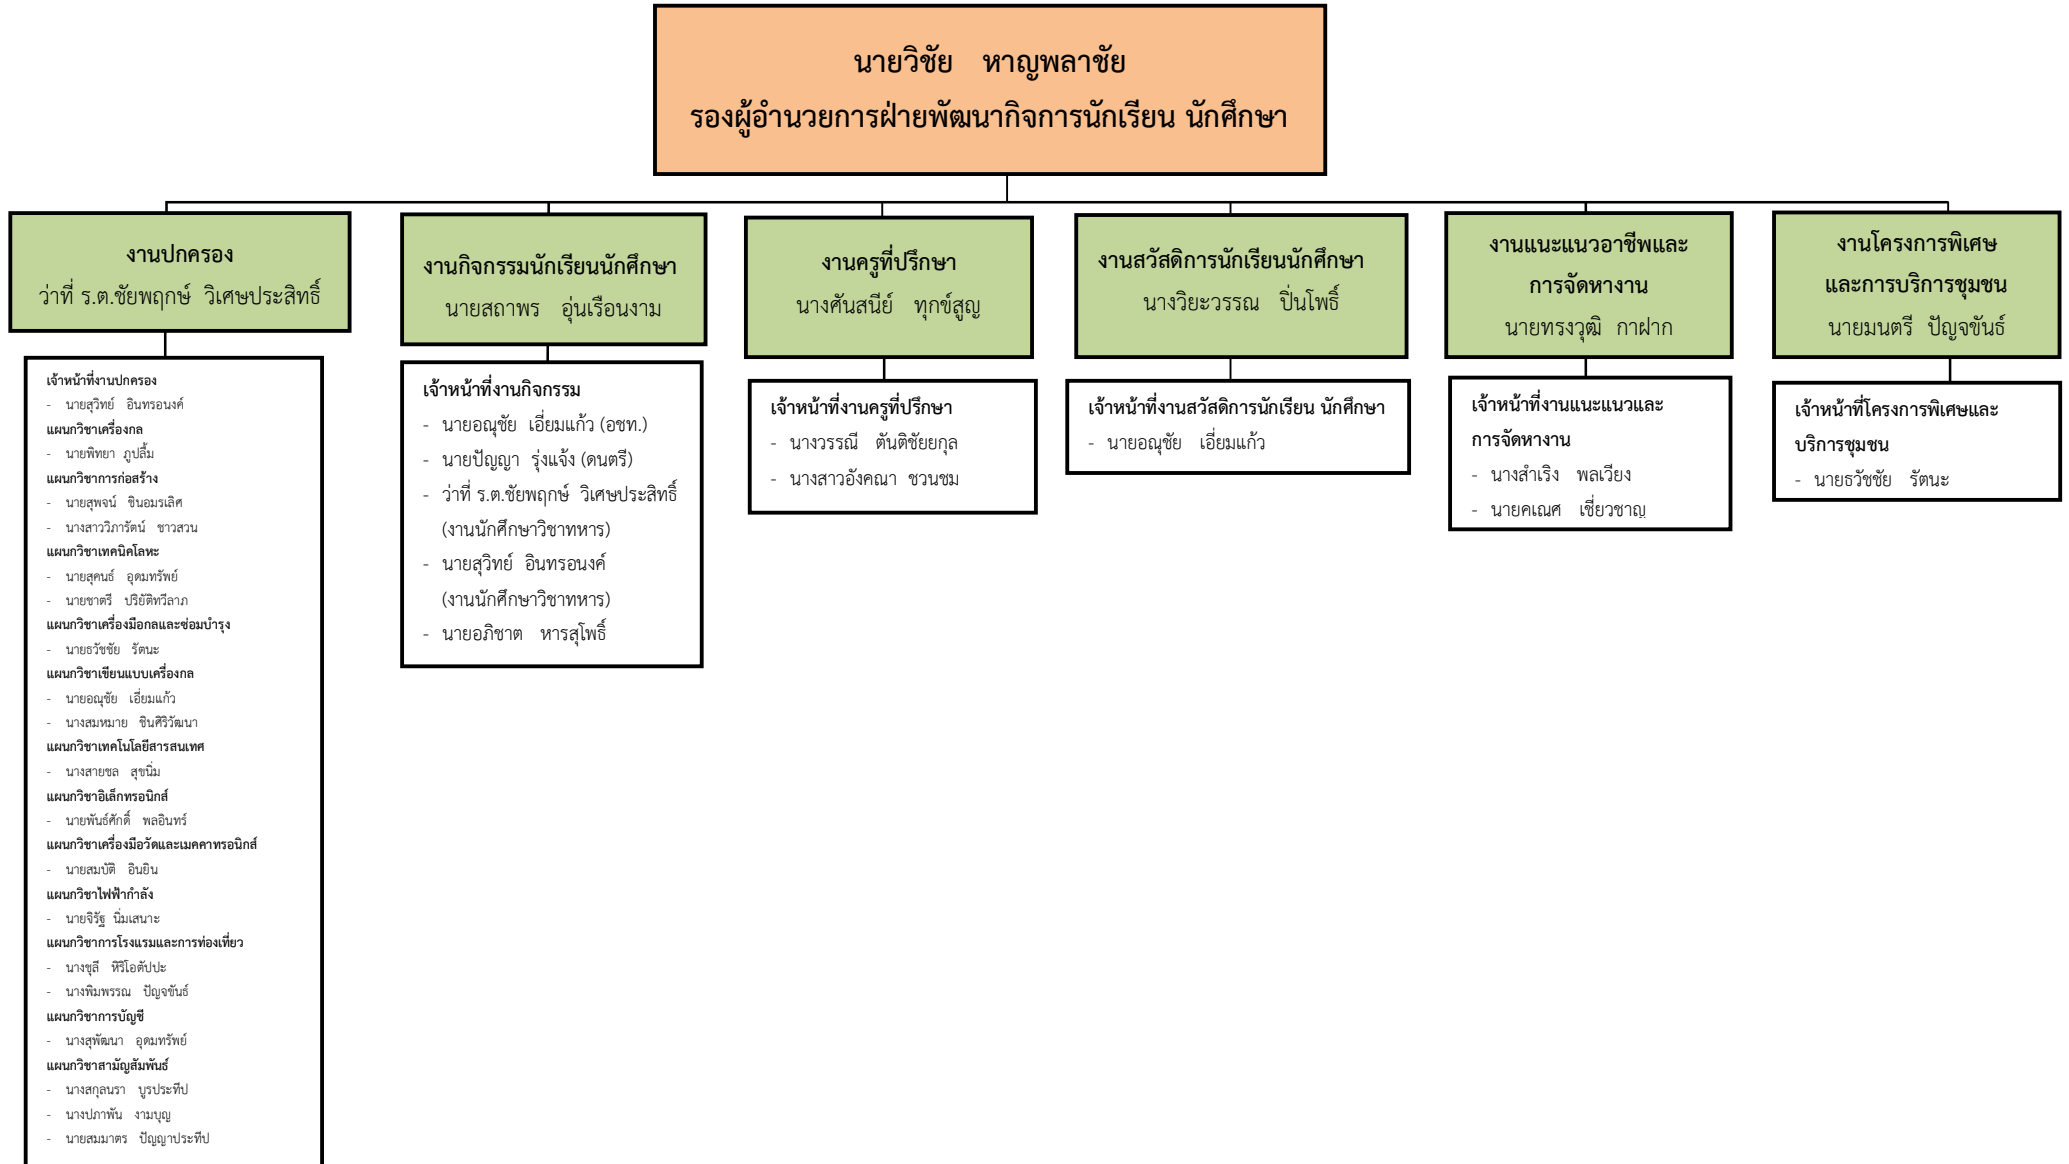 นายวิชัย หาญพลาชัย
รองผู้อำนวยการฝ่ายพัฒนากิจการนักเรียน นักศึกษา
งานปกครอง
ว่าที่ ร.ต.ชัยพฤกษ์ วิเศษประสิทธิ์
เจ้าหน้าที่งานปกครอง
- นายสุวิทย์ อินทรอนงค์
แผนกวิชาเครื่องกล
- นายพิทยา ภูปลื้ม
แผนกวิชาการก่อสร้าง
- นายสุพจน์ ชินอมรเลิศ
- นางสาววิภารัตน์ ชาวสวน
แผนกวิชาเทคนิคโลหะ
- นายสุคนธ์ อุดมทรัพย์
- นายชาตรี ปริยัติทวีลาภ
แผนกวิชาเครื่องมือกลและซ่อมบำรุง
- นายธวัชชัย รัตนะ
แผนกวิชาเขียนแบบเครื่องกล
- นายอณุชัย เอี่ยมแก้ว
- นางสมหมาย ชินศิริวัฒนา
แผนกวิชาเทคโนโลยีสารสนเทศ
- นางสายชล สุขนิ่ม
แผนกวิชาอิเล็กทรอนิกส์
- นายพันธ์ศักดิ์ พลอินทร์
แผนกวิชาเครื่องมือวัดและเมคคาทรอนิกส์
- นายสมบัติ อินยิน
แผนกวิชาไฟฟ้ากำลัง
- นายจิรัฐ นิ่มเสนาะ
แผนกวิชาการโรงแรมและการท่องเที่ยว
- นางชุลี หิริโอตัปปะ
- นางพิมพรรณ ปัญจขันธ์
แผนกวิชาการบัญชี
- นางสุพัฒนา อุดมทรัพย์
แผนกวิชาสามัญสัมพันธ์
- นางสกุลนรา บูรประทีป
- นางปภาพัน งามบุญ
- นายสมมาตร ปัญญาประทีป
งานกิจกรรมนักเรียนนักศึกษา
นายสถาพร อุ่นเรือนงาม
เจ้าหน้าที่งานกิจกรรม
- นายอณุชัย เอี่ยมแก้ว (อชท.)
- นายปัญญา รุ่งแจ้ง (ดนตรี)
- ว่าที่ ร.ต.ชัยพฤกษ์ วิเศษประสิทธิ์
(งานนักศึกษาวิชาทหาร)
- นายสุวิทย์ อินทรอนงค์
(งานนักศึกษาวิชาทหาร)
- นายอภิชาต หารสุโพธิ์
งานครูที่ปรึกษา
นางศันสนีย์ ทุกข์สูญ
เจ้าหน้าที่งานครูที่ปรึกษา
- นางวรรณี ตันติชัยยกุล
- นางสาวอังคณา ชวนชม
งานสวัสดิการนักเรียนนักศึกษา
นางวิยะวรรณ ปิ่นโพธิ์
เจ้าหน้าที่งานสวัสดิการนักเรียน นักศึกษา
- นายอณุชัย เอี่ยมแก้ว
งานแนะแนวอาชีพและ
การจัดหางาน
นายทรงวุฒิ กาฝาก
เจ้าหน้าที่งานแนะแนวและ
การจัดหางาน
- นางสำเริง พลเวียง
- นายคเณศ เชี่ยวชาญ
งานโครงการพิเศษ
และการบริการชุมชน
นายมนตรี ปัญจขันธ์
เจ้าหน้าที่โครงการพิเศษและ
บริการชุมชน
- นายธวัชชัย รัตนะ